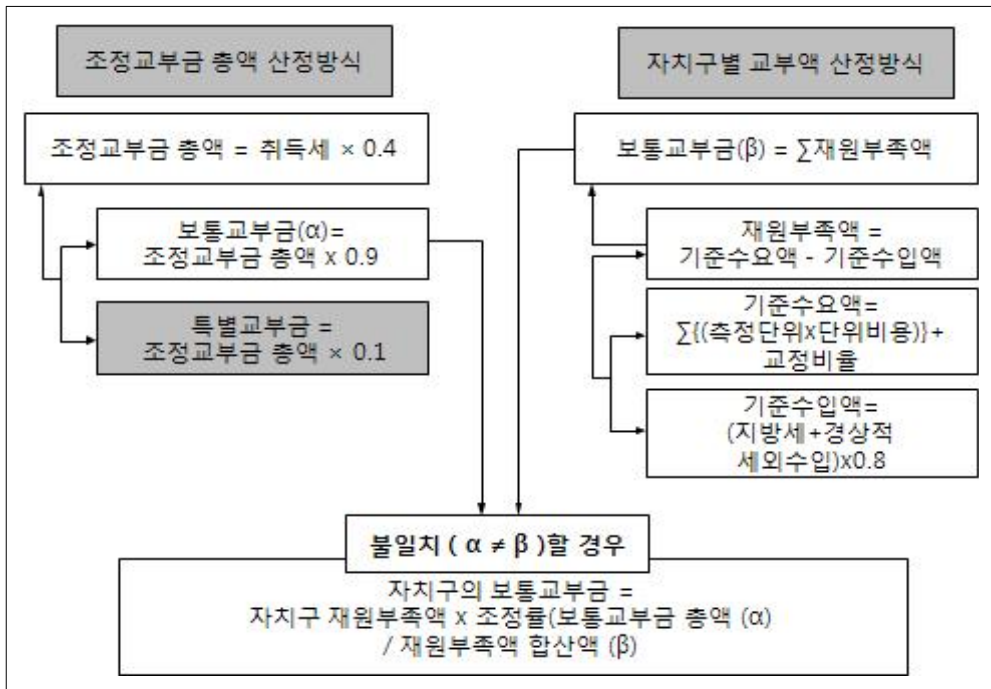 조정교부금 총액 산정방식
자치구별 교부액 산정방식
조정교부금 총액 = 취득세 × 0.4
보통교부금(α)=
조정교부금 총액 x 0.9
특별교부금 =
조정교부금 총액 × 0.1
보통교부금(β) = ∑재원부족액
재원부족액 =
기준수요액 - 기준수입액
기준수요액=
∑{(측정단위x단위비용)}+
교정비율
기준수입액=
(지방세+경상적
세외수입)x0.8
불일치 ( α ≠ β )할 경우
자치구의 보통교부금 =
자치구 재원부족액 x 조정률(보통교부금 총액 (α)
/ 재원부족액 합산액 (β)